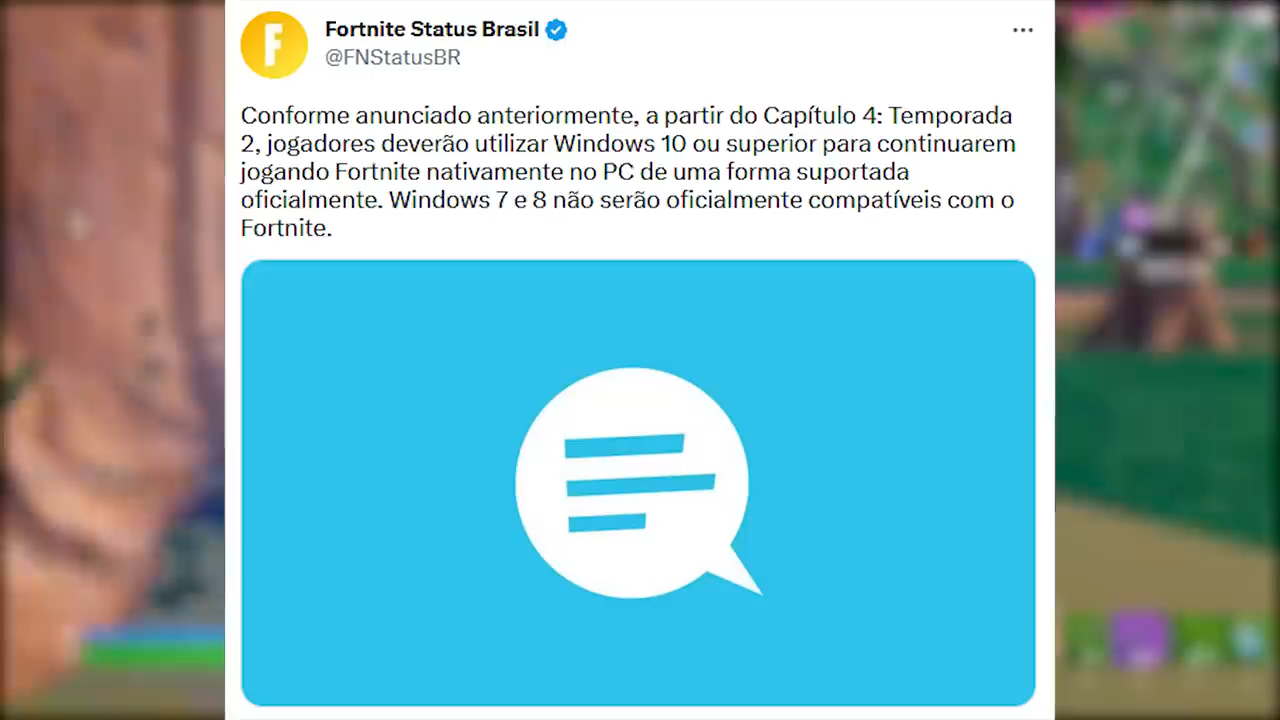 F
Fortnite Status Brasil
@FNStatusBR
Conforme anunciado anteriormente, a partir do Capítulo 4: Temporada
2, jogadores deverão utilizar Windows 10 ou superior para continuarem
jogando Fortnite nativamente no PC de uma forma suportada
oficialmente. Windows 7 e 8 não serão oficialmente compatíveis com o
Fortnite.